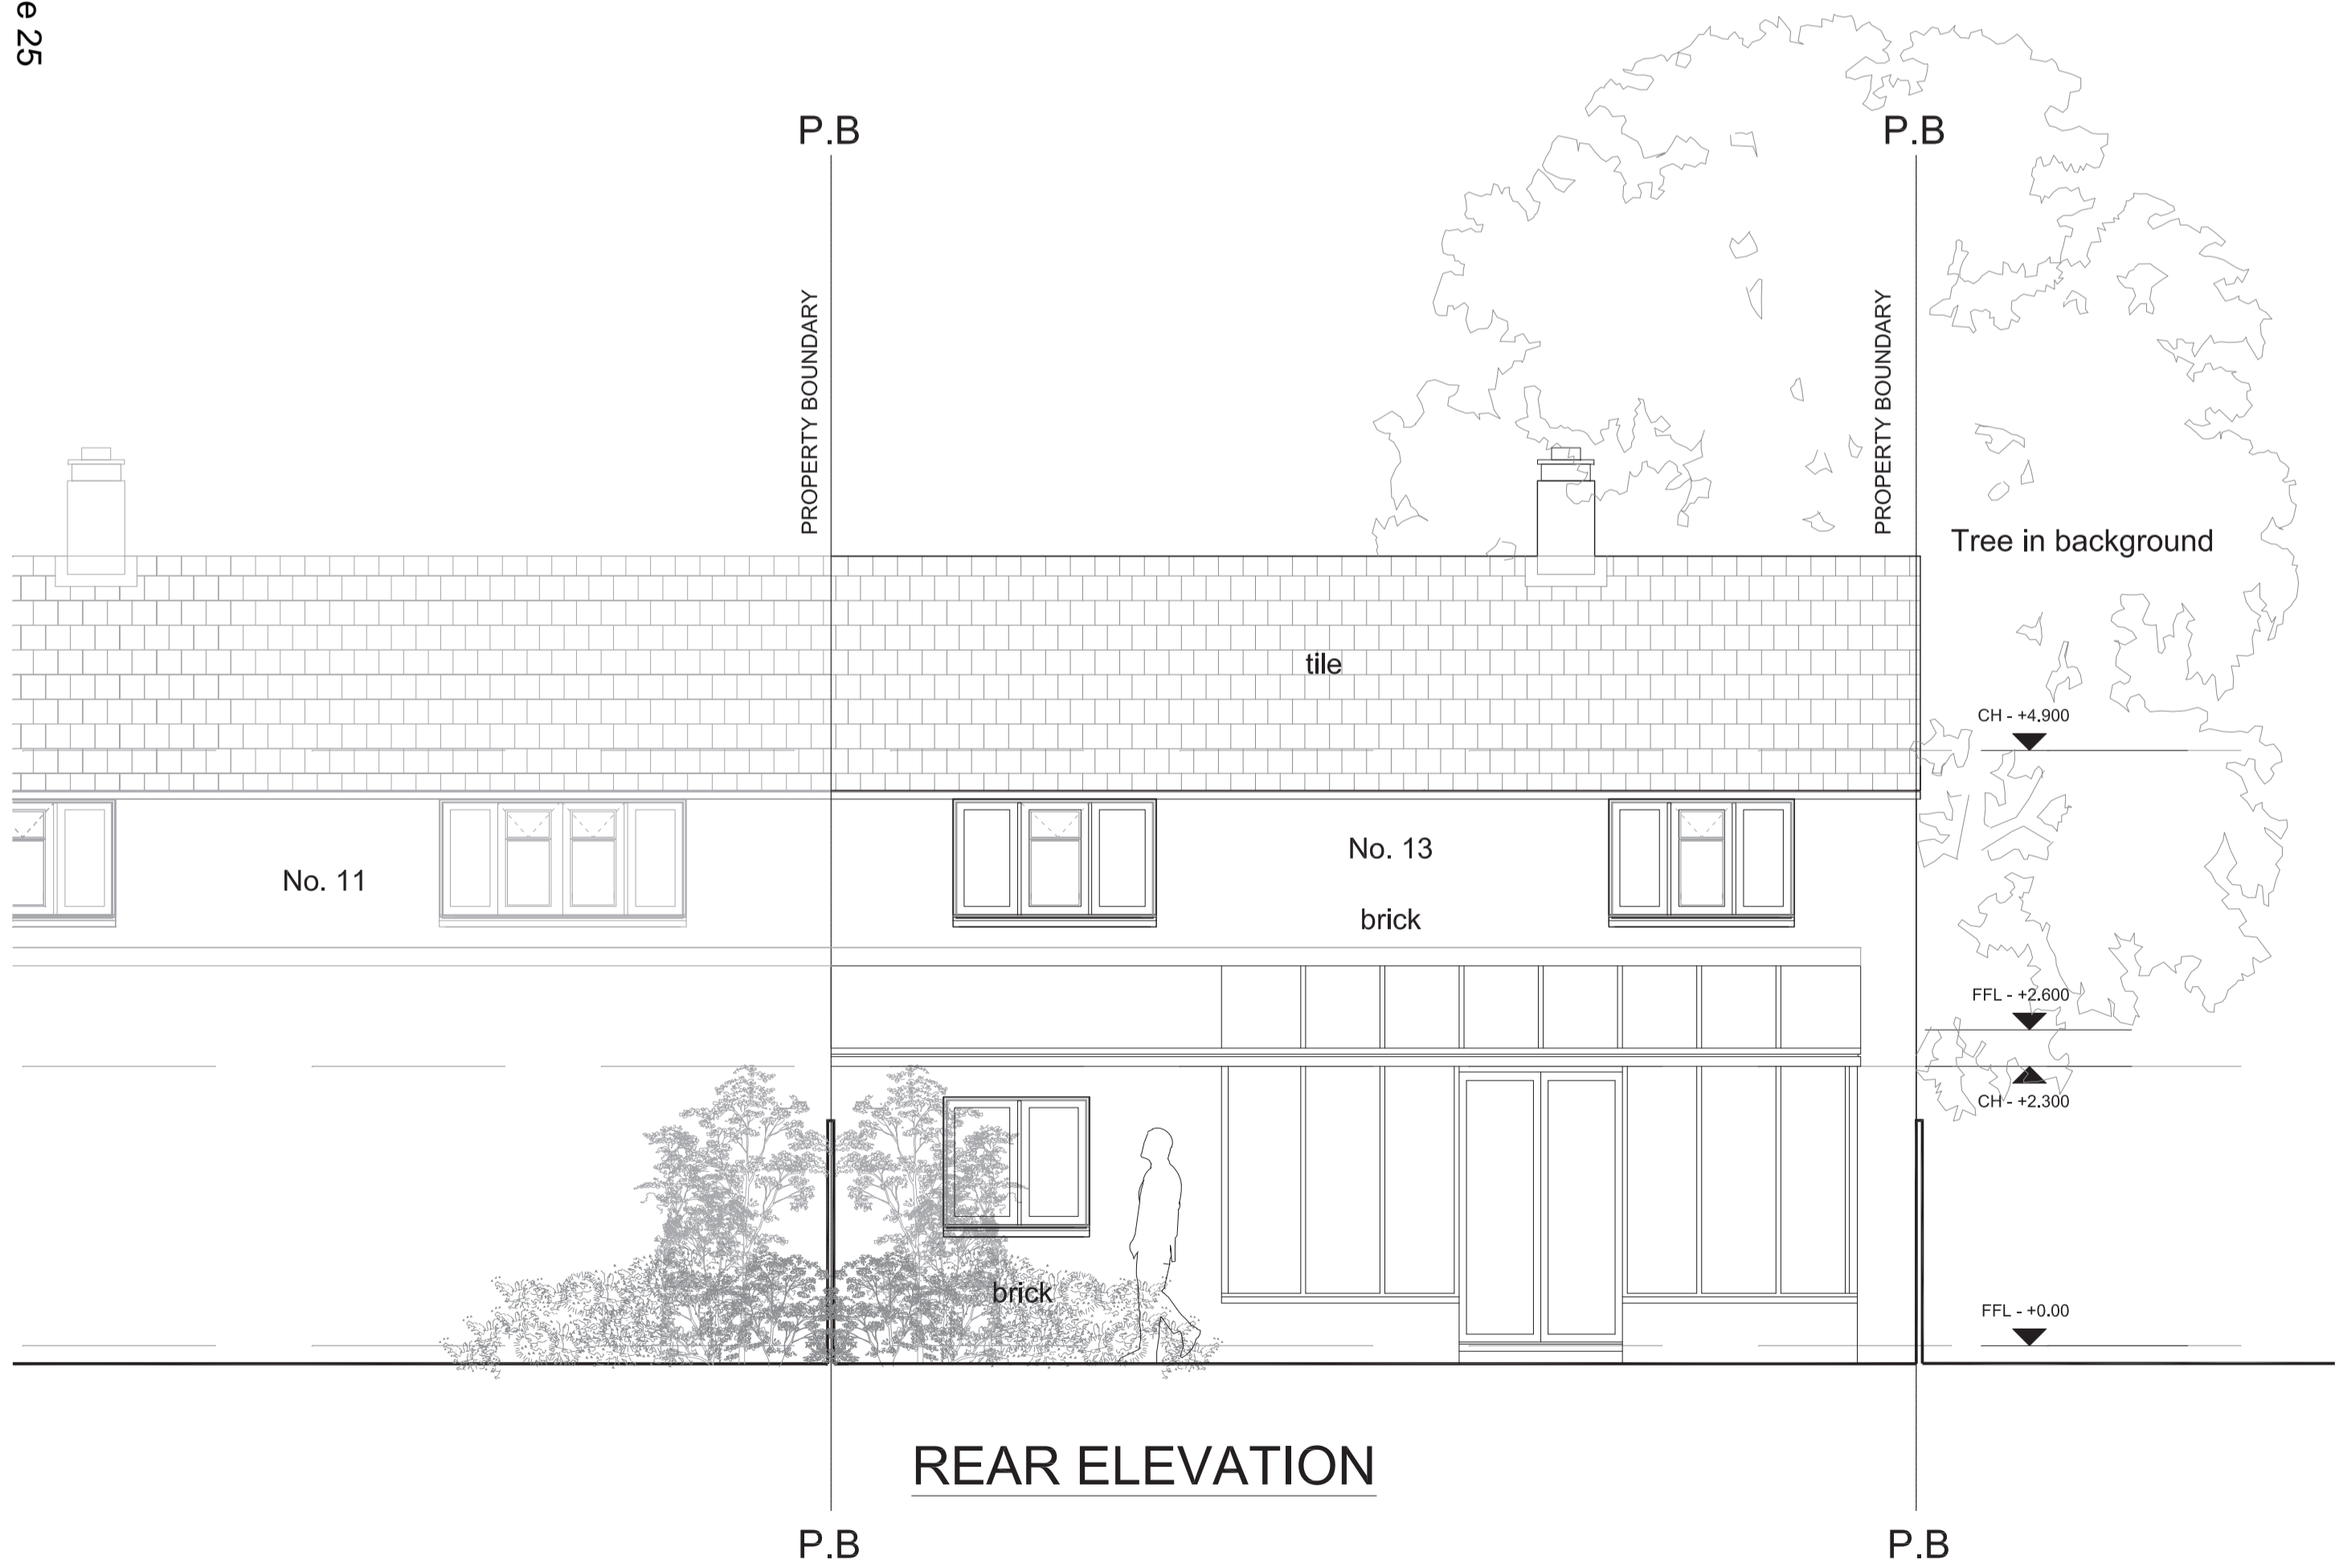 e 25
P.B
P.B
PROPERTY BOUNDARY
PROPERTY BOUNDARY
Tree in background
tile
CH - +4.900
No. 11
No. 13
brick
FFL - +2.600
CH - +2.300
brick
FFL - +0.00
REAR ELEVATION
P.B
P.B